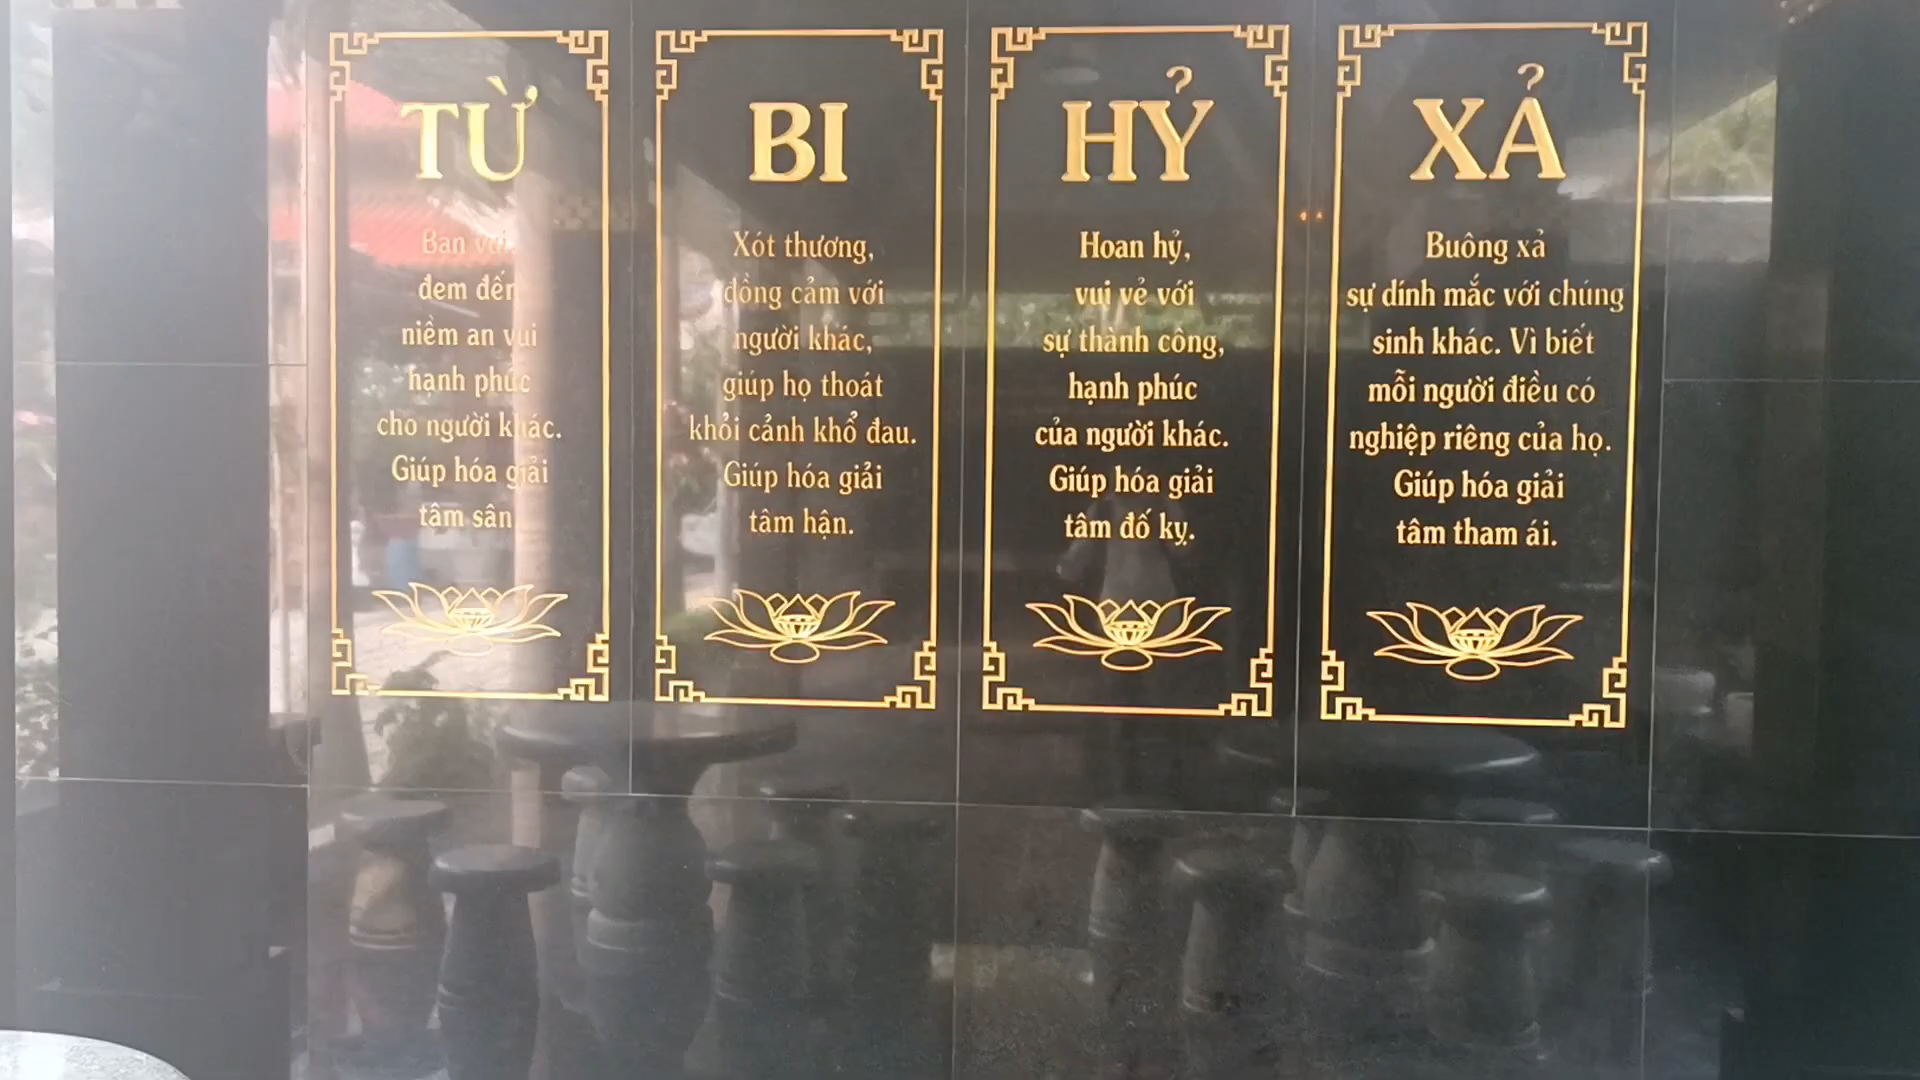 TỪ
Ban vui,
đem đến
niềm an vui
hạnh phúc
cho người khác.
Giúp hóa giải
tâm sân
BI
Xót thương,
đồng cảm với
người khác,
giúp họ thoát
khỏi cảnh khổ đau.
Giúp hóa giải
tâm hận.
HỶ
Hoan hỷ,
vui vẻ với
sự thành công,
hạnh phúc
của người khác.
Giúp hóa giải
tâm đố kỵ.
XẢ
Buông xả
sự dính mắc với chúng
sinh khác. Vì biết
mỗi người điều có
nghiệp riêng của họ.
Giúp hóa giải
tâm tham ái.